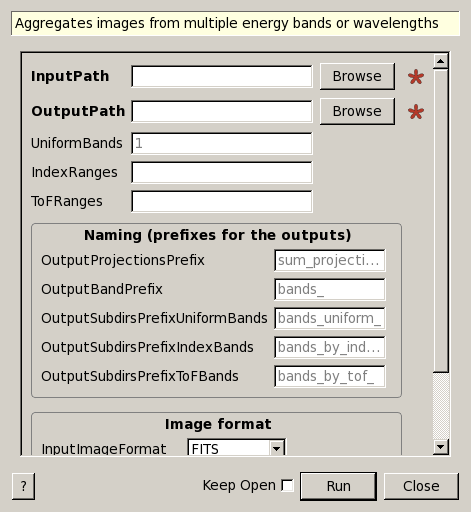 Aggregates images from multiple energy bands or wavelengths
InputPath Browse *
OutputPath Browse *
UniformBands 1
IndexRanges
ToFRanges
Naming (prefixes for the outputs)
OutputProjectionsPrefix sum_projecti...
OutputBandPrefix bands_
OutputSubdirsPrefixUniformBands bands_uniform_
OutputSubdirsPrefixIndexBands bands_by_ind...
OutputSubdirsPrefixToFBands bands_by_tof_
Image format
InputImageFormat FITS
? Keep Open Run Close